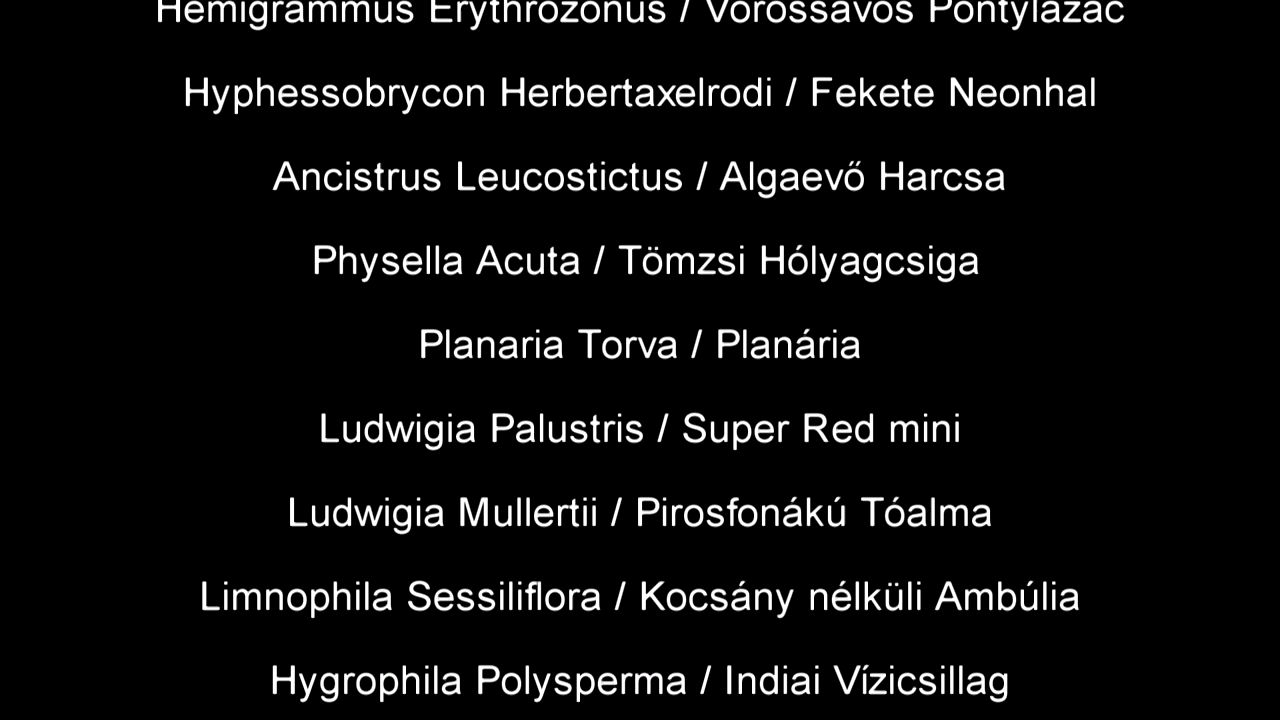 Hemigrammus Erythrozonus / Vörössávos Pontylazac
Hyphessobrycon Herbertaxelrodi / Fekete Neonhal
Ancistrus Leucostictus / Algaevő Harcsa
Physella Acuta / Tömzsi Hólyagcsiga
Planaria Torva / Planária
Ludwigia Palustris / Super Red mini
Ludwigia Mullertii / Pirosfonákú Tóalma
Limnophila Sessiliflora / Kocsány nélküli Ambúlia
Hygrophila Polysperma / Indiai Vízicsillag